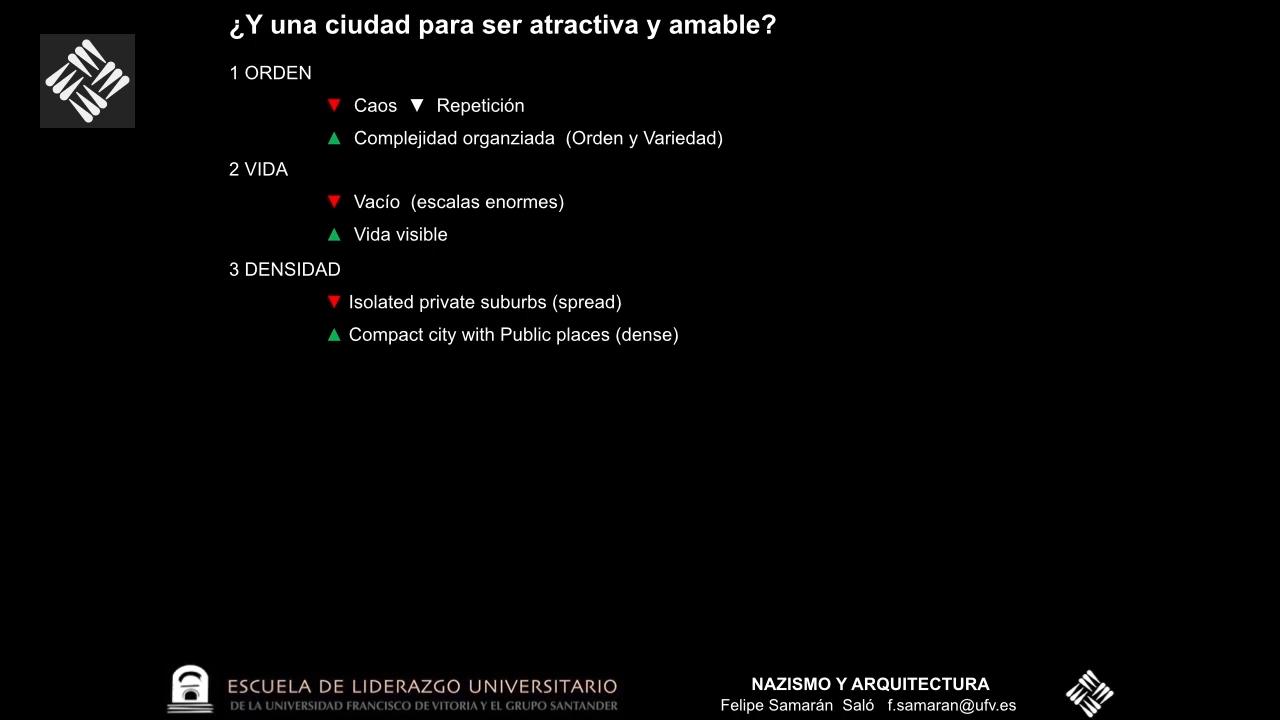 ¿Y una ciudad para ser atractiva y amable?
1 ORDEN
▼ Caos ▼ Repetición
▲ Complejidad organziada (Orden y Variedad)
2 VIDA
▼ Vacío (escalas enormes)
▲ Vida visible
3 DENSIDAD
▼ Isolated private suburbs (spread)
▲ Compact city with Public places (dense)
ESCUELA DE LIDERAZGO UNIVERSITARIO
DE LA UNIVERSIDAD FRANCISCO DE VITORIA Y EL GRUPO SANTANDER
NAZISMO Y ARQUITECTURA
Felipe Samarán Saló f.samaran@ufv.es